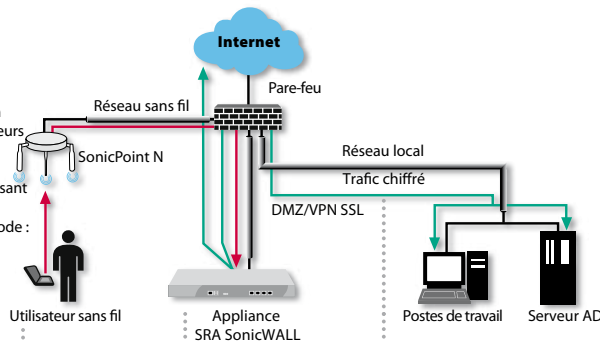 Internet
Pare-feu
Réseau sans fil
eurs
SonicPoint N
sant
ode :
Réseau local
Trafic chiffré
DMZ/VPN SSL
Utilisateur sans fil
Appliance
SRA SonicWALL
Postes de travail
Serveur AD